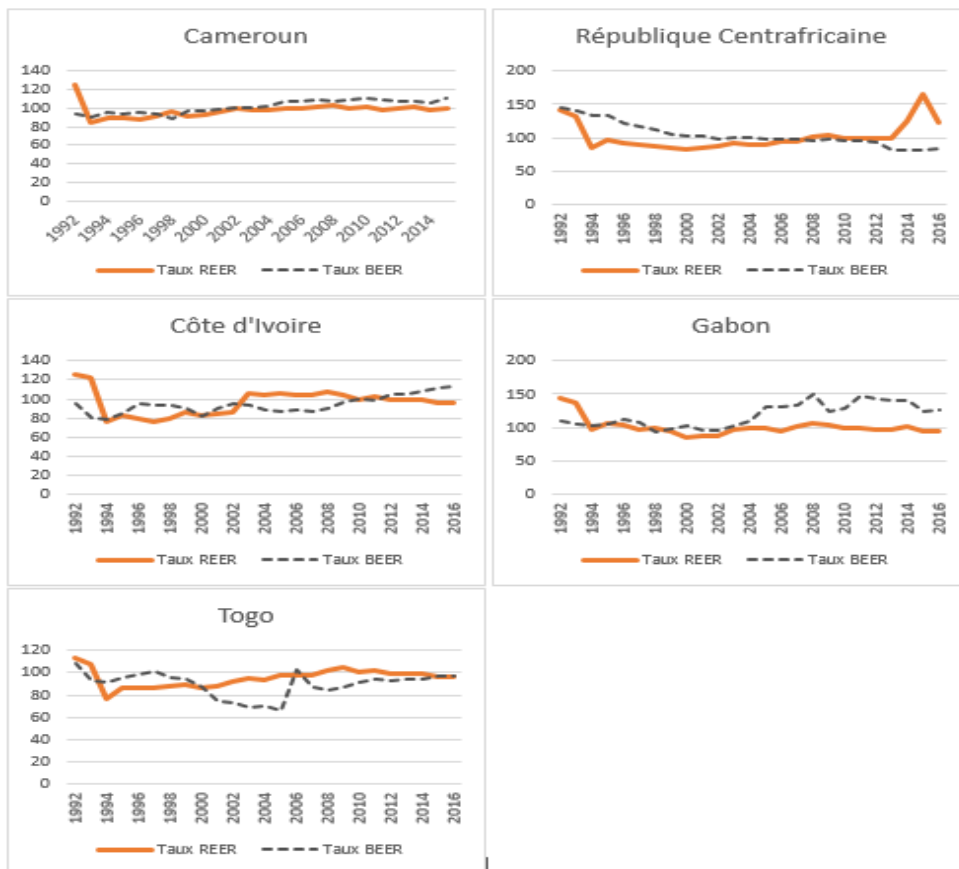 Cameroun
140
120
100
80
60
40
20
0
1992 1994 1996 1998 2000 2002 2004 2006 2008 2010 2012 2014
Taux REER Taux BEER
République Centrafricaine
200
150
100
50
0
1992 1994 1996 1998 2000 2002 2004 2006 2008 2010 2012 2014 2016
Taux REER Taux BEER
Côte d'Ivoire
140
120
100
80
60
40
20
0
1992 1994 1996 1998 2000 2002 2004 2006 2008 2010 2012 2014 2016
Taux REER Taux BEER
Gabon
200
150
100
50
0
1992 1994 1996 1998 2000 2002 2004 2006 2008 2010 2012 2014 2016
Taux REER Taux BEER
Togo
120
100
80
60
40
20
0
1992 1994 1996 1998 2000 2002 2004 2006 2008 2010 2012 2014 2016
Taux REER Taux BEER